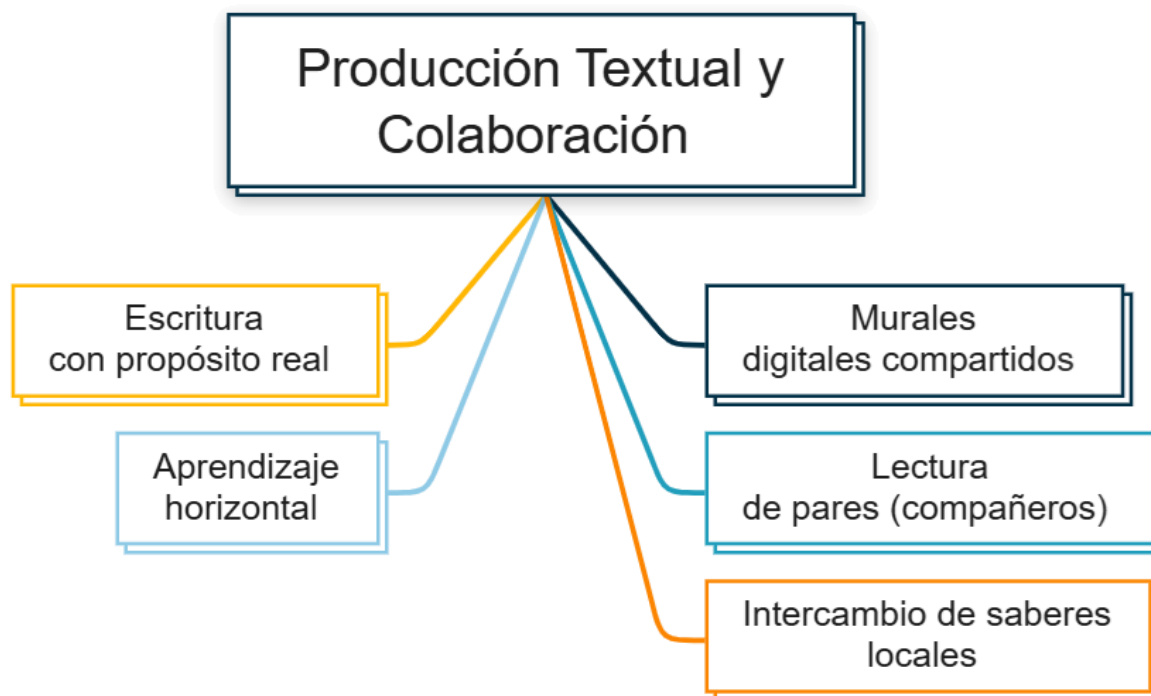 Producción Textual y
Colaboración
Escritura
con propósito real
Aprendizaje
horizontal
Murales
digitales compartidos
Lectura
de pares (compañeros)
Intercambio de saberes
locales